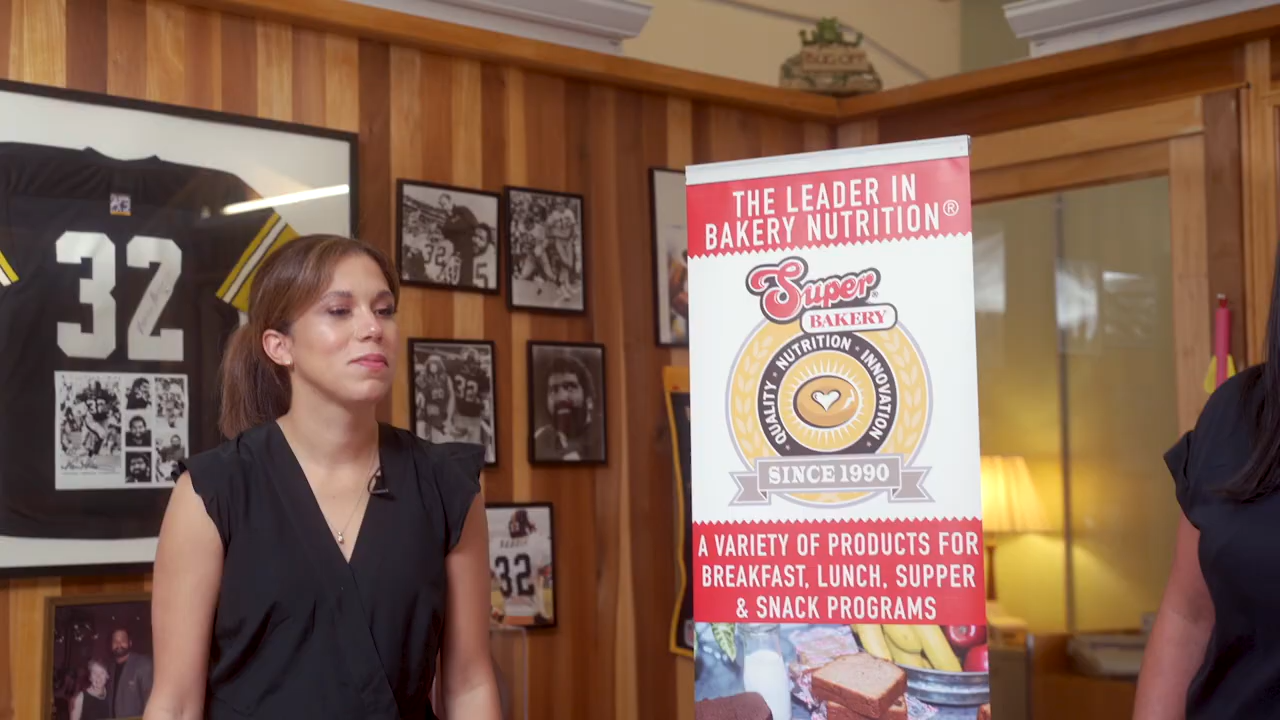 32
THE LEADER IN
BAKERY NUTRITION®
Super®
BAKERY
QUALITY • NUTRITION • INNOVATION
SINCE 1990
A VARIETY OF PRODUCTS FOR
BREAKFAST, LUNCH, SUPPER
& SNACK PROGRAMS
32
32